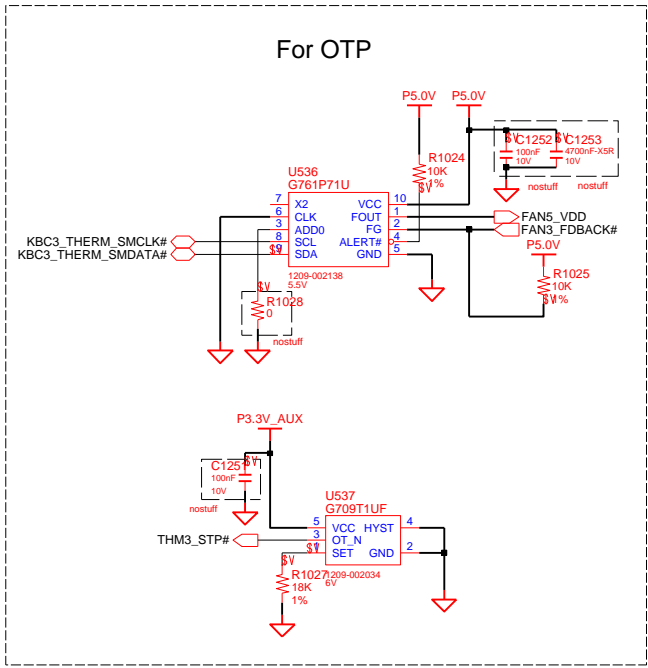 For OTP
P5.0V P5.0V
$V C1252
100nF
10V
$V C1253
4700nF-X5R
10V
nostuff nostuff
R1024
10K
$V 1%
U536
G761P71U
7 X2 VCC 10
6 CLK FOUT 1
3 ADD0 FG 2
8 SCL ALERT# 4
9 SDA GND 5
$V
1209-002138
5.5V
KBC3_THERM_SMCLK#
KBC3_THERM_SMDATA#
FAN5_VDD
FAN3_FDBACK#
P5.0V
R1025
10K
$V 1%
$V
R1028
0
nostuff
P3.3V_AUX
C1251
$V
100nF
10V
nostuff
U537
G709T1UF
5 VCC HYST 4
3 OT_N
1 SET GND 2
$V
THM3_STP#
$V
R1027
18K
1%
1209-002034
6V